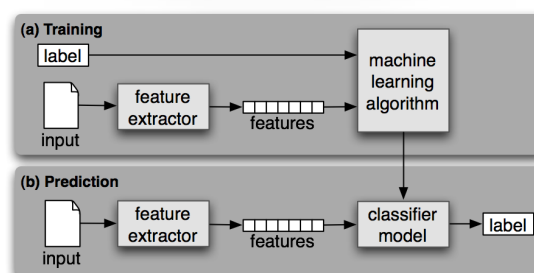 (a) Training
label
machine
learning
algorithm
feature
extractor
features
input
(b) Prediction
feature
extractor
features
classifier
model
label
input